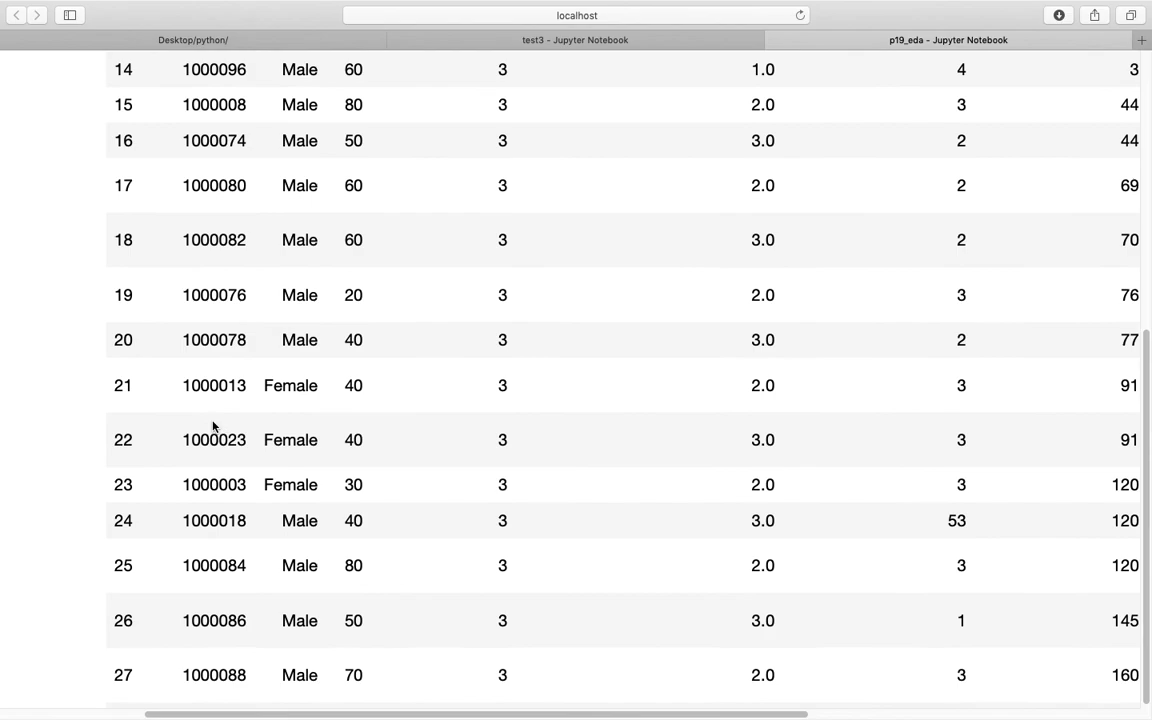 localhost
Desktop/python/ test3 - Jupyter Notebook p19_eda - Jupyter Notebook
14 1000096 Male 60 3 1.0 4 3
15 1000008 Male 80 3 2.0 3 44
16 1000074 Male 50 3 3.0 2 44
17 1000080 Male 60 3 2.0 2 69
18 1000082 Male 60 3 3.0 2 70
19 1000076 Male 20 3 2.0 3 76
20 1000078 Male 40 3 3.0 2 77
21 1000013 Female 40 3 2.0 3 91
22 1000023 Female 40 3 3.0 3 91
23 1000003 Female 30 3 2.0 3 120
24 1000018 Male 40 3 3.0 53 120
25 1000084 Male 80 3 2.0 3 120
26 1000086 Male 50 3 3.0 1 145
27 1000088 Male 70 3 2.0 3 160